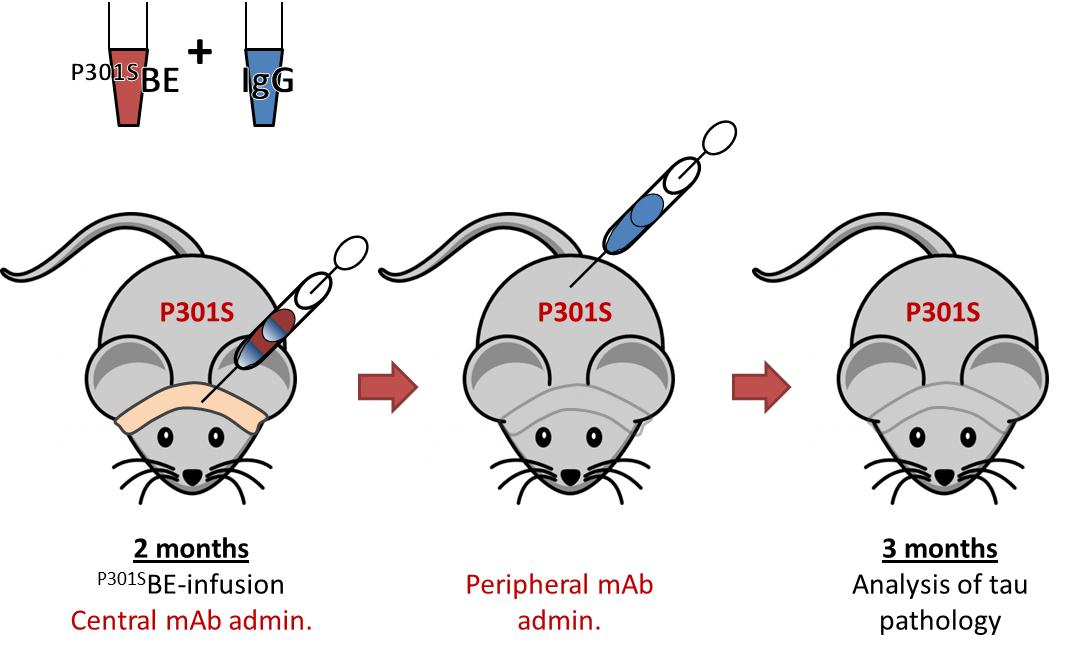 P301SBE + IgG
P301S P301S P301S
2 months
P301SBE-infusion
Central mAb admin.
Peripheral mAb
admin.
3 months
Analysis of tau
pathology